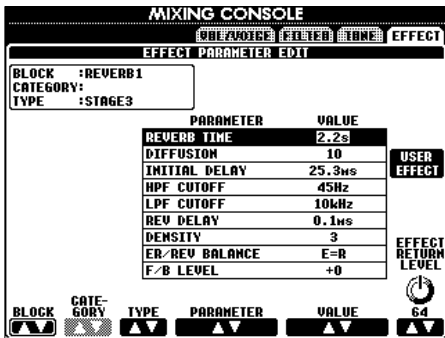 MIXING CONSOLE
VOL/VOICE FILTER TUNE EFFECT
EFFECT PARAMETER EDIT
BLOCK :REVERB1
CATEGORY:
TYPE :STAGE3
PARAMETER VALUE
REVERB TIME 2.2s
DIFFUSION 10
INITIAL DELAY 25.3ms
HPF CUTOFF 45Hz
LPF CUTOFF 10kHz
REV DELAY 0.1ms
DENSITY 3
ER/REV BALANCE E=R
F/B LEVEL +0
USER
EFFECT
EFFECT
RETURN
LEVEL
BLOCK CATE-
GORY TYPE PARAMETER VALUE 64